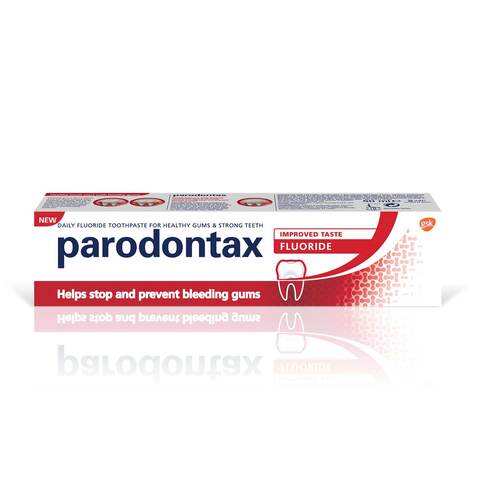 parodontax
NEW
DAILY FLUORIDE TOOTHPASTE FOR HEALTHY GUMS & STRONG TEETH
parodontax
IMPROVED TASTE
FLUORIDE
gsk
Helps stop and prevent bleeding gums